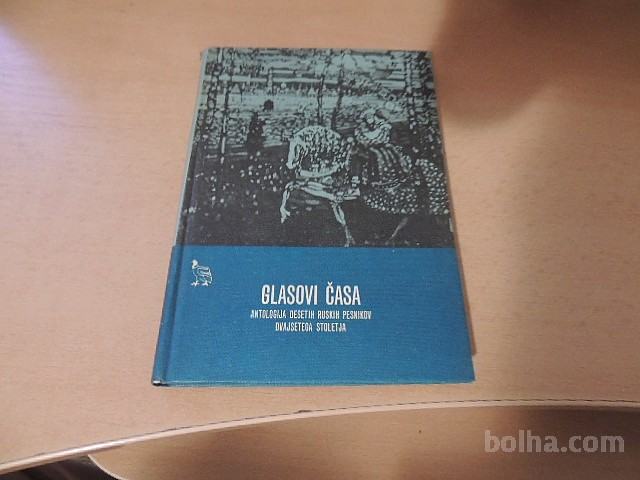 GLASOVI ČASA
ANTOLOGIJA DESETIH RUSKIH PESNIKOV
DVAJSETEGA STOLETJA
bolha.com